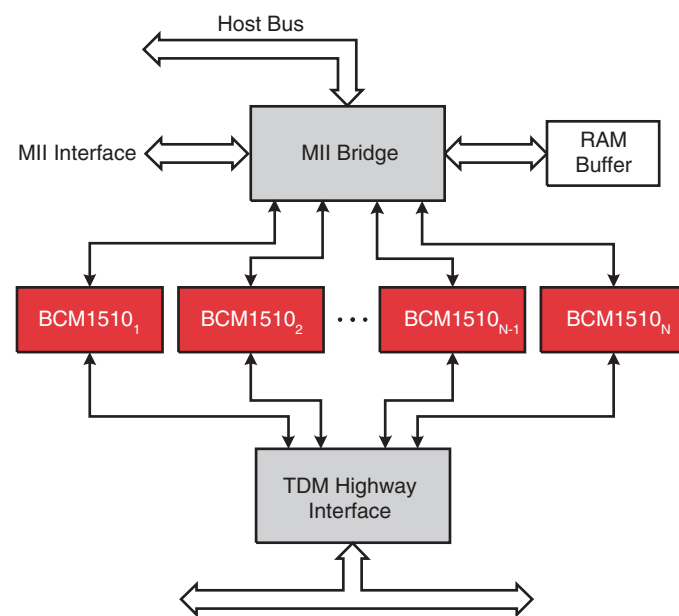 Host Bus
MII Interface
MII Bridge
RAM
Buffer
BCM1510₁
BCM1510₂
...
BCM1510N-1
BCM1510N
TDM Highway
Interface